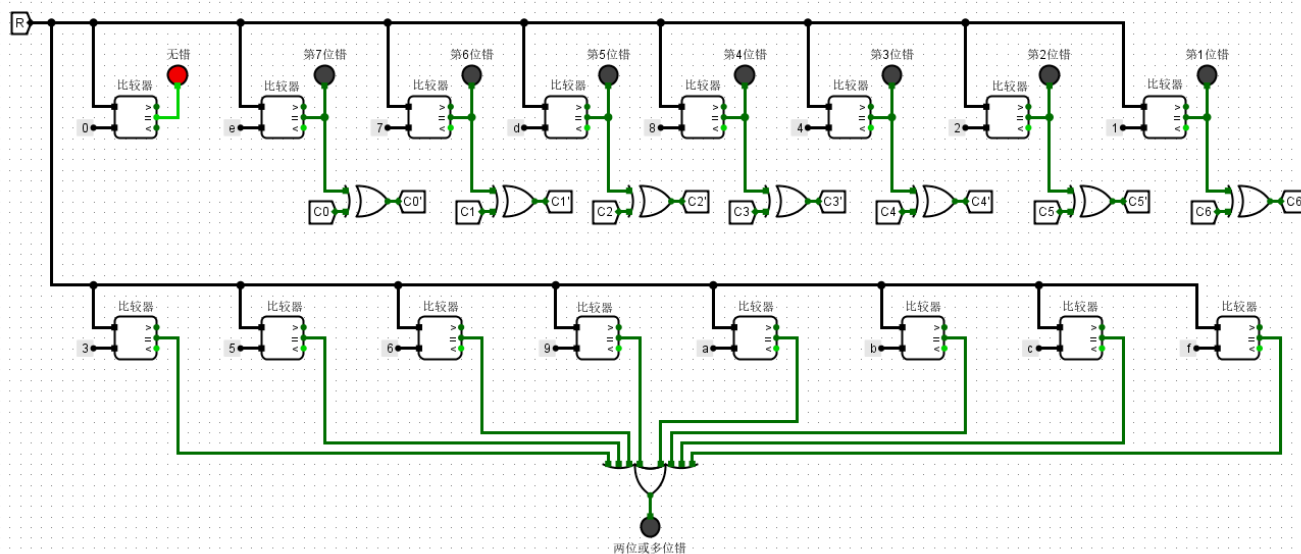 R
无错 第7位错 第6位错 第5位错 第4位错 第3位错 第2位错 第1位错
比较器 比较器 比较器 比较器 比较器 比较器 比较器 比较器
> > > > > > > >
= = = = = = = =
< < < < < < < <
0 e 7 d 8 4 2 1
C0 C0' C1 C1' C2 C2' C3 C3' C4 C4' C5 C5' C6 C6
比较器 比较器 比较器 比较器 比较器 比较器 比较器 比较器
> > > > > > > >
= = = = = = = =
< < < < < < < <
3 5 6 9 a b c f
两位或多位错